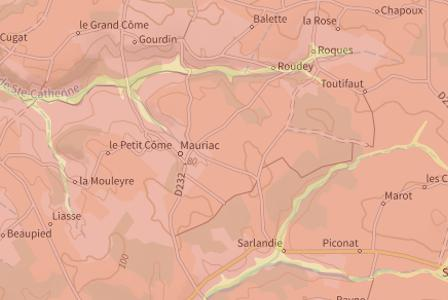 Chapoux
Balette
la Rose
le Grand Côme
Cugat
Gourdin
Roques
Roudey
Toutifaut
de Ste-Catherine
le Petit Côme
Mauriac
80
la Mouleyre
D232
Marot
Liasse
Beaupied
Sarlandie
Piconat
100